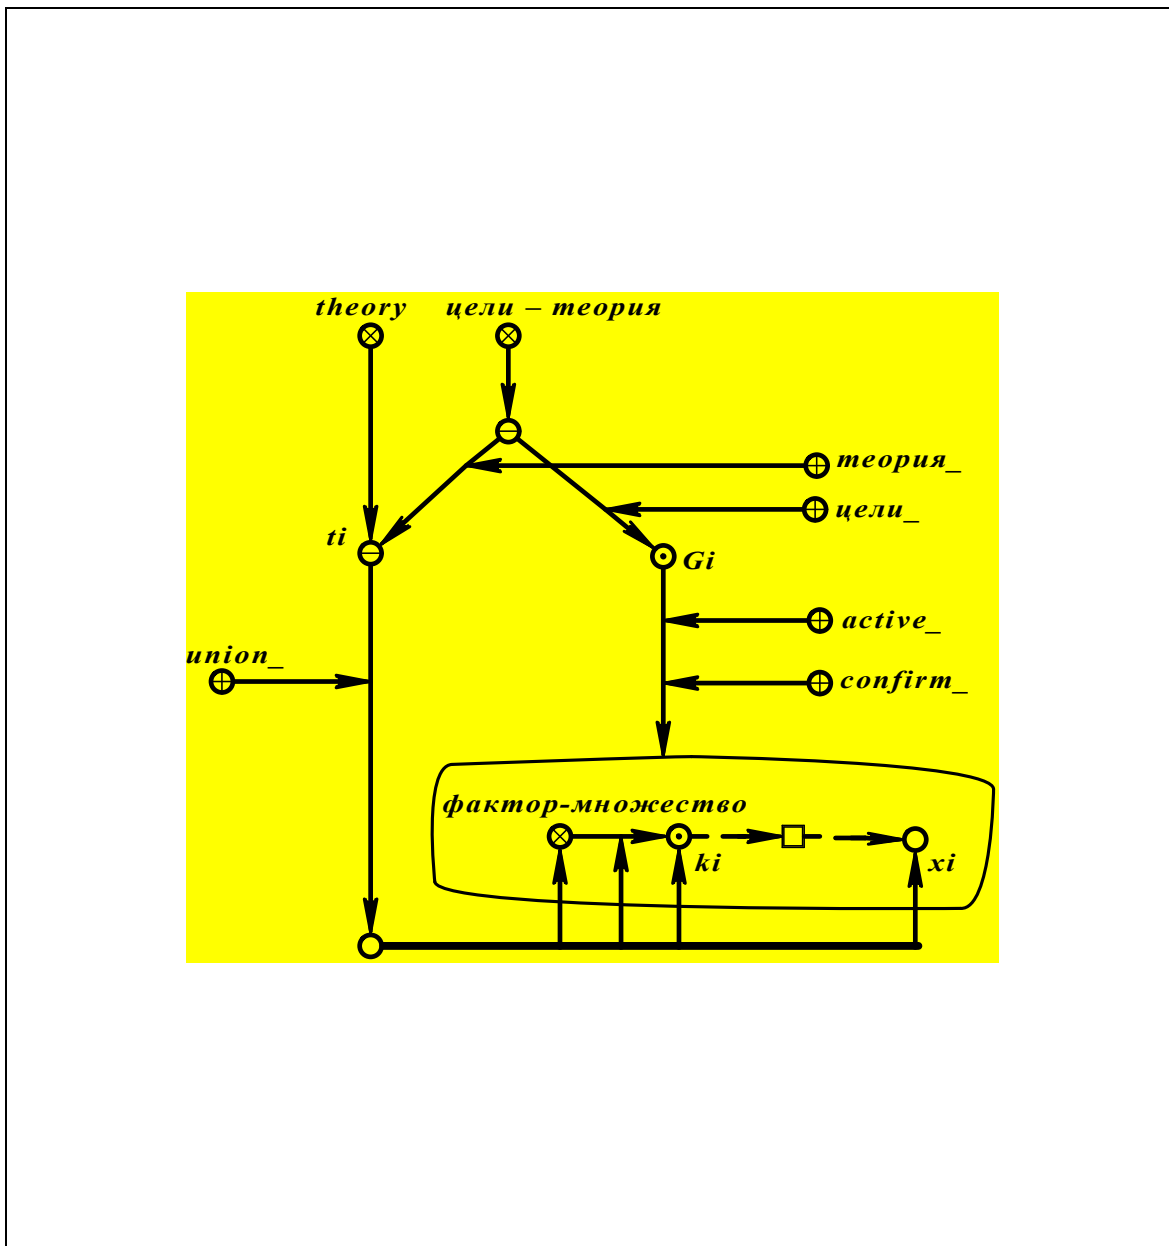 theory цели – теория
теория_
цели_
ti
Gi
active_
union_
confirm_
фактор-множество
ki
xi